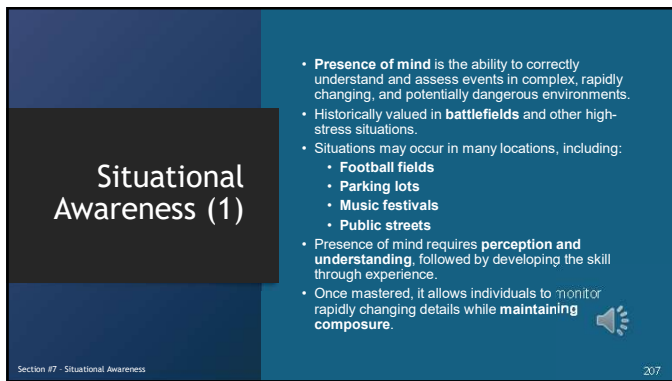 Situational
Awareness (1)
• Presence of mind is the ability to correctly
understand and assess events in complex, rapidly
changing, and potentially dangerous environments.
• Historically valued in battlefields and other high-
stress situations.
• Situations may occur in many locations, including:
• Football fields
• Parking lots
• Music festivals
• Public streets
• Presence of mind requires perception and
understanding, followed by developing the skill
through experience.
• Once mastered, it allows individuals to monitor
rapidly changing details while maintaining
composure.
Section #7 - Situational Awareness
207